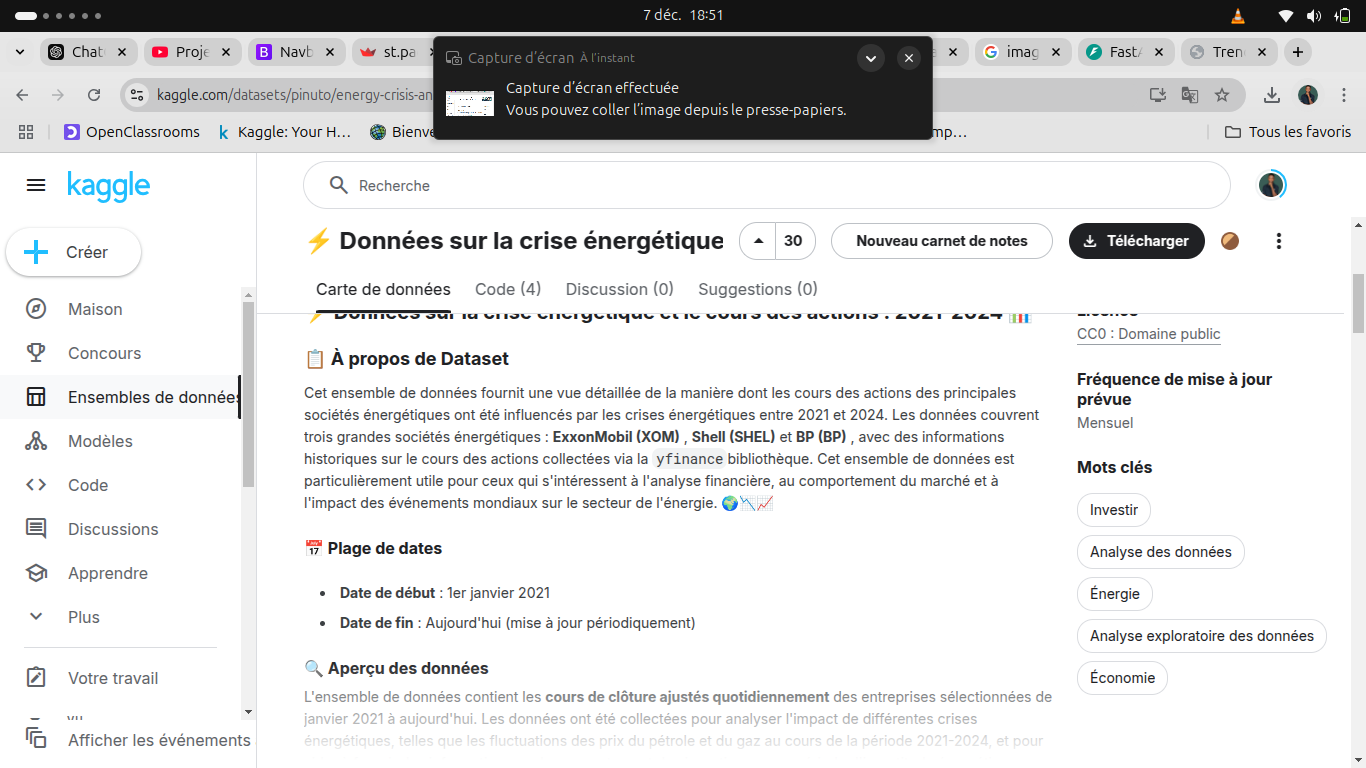 7 déc. 18:51
Chat
Proje
Navb
st.pa
imag
FastA
Tren
Capture d'écran À l'instant
Capture d'écran effectuée
Vous pouvez coller l'image depuis le presse-papiers.
kaggle.com/datasets/pinuto/energy-crisis-an
OpenClassrooms
Kaggle: Your H...
Bienve
mp...
Tous les favoris
kaggle
Recherche
Créer
⚡ Données sur la crise énergétique
30
Nouveau carnet de notes
Télécharger
Carte de données
Code (4)
Discussion (0)
Suggestions (0)
Maison
Concours
Ensembles de données
Modèles
Code
Discussions
Apprendre
Plus
Votre travail
Afficher les événements
⚡ Données sur la crise énergétique et le cours des actions : 2021-2024 📊
📋 À propos de Dataset
Cet ensemble de données fournit une vue détaillée de la manière dont les cours des actions des principales
sociétés énergétiques ont été influencés par les crises énergétiques entre 2021 et 2024. Les données couvrent
trois grandes sociétés énergétiques : ExxonMobil (XOM) , Shell (SHEL) et BP (BP) , avec des informations
historiques sur le cours des actions collectées via la yfinance bibliothèque. Cet ensemble de données est
particulièrement utile pour ceux qui s'intéressent à l'analyse financière, au comportement du marché et à
l'impact des événements mondiaux sur le secteur de l'énergie. 🌍📉📈
📅 Plage de dates
• Date de début : 1er janvier 2021
• Date de fin : Aujourd'hui (mise à jour périodiquement)
🔍 Aperçu des données
L'ensemble de données contient les cours de clôture ajustés quotidiennement des entreprises sélectionnées de
janvier 2021 à aujourd'hui. Les données ont été collectées pour analyser l'impact de différentes crises
énergétiques, telles que les fluctuations des prix du pétrole et du gaz au cours de la période 2021-2024, et pour
Licence
CC0 : Domaine public
Fréquence de mise à jour
prévue
Mensuel
Mots clés
Investir
Analyse des données
Énergie
Analyse exploratoire des données
Économie